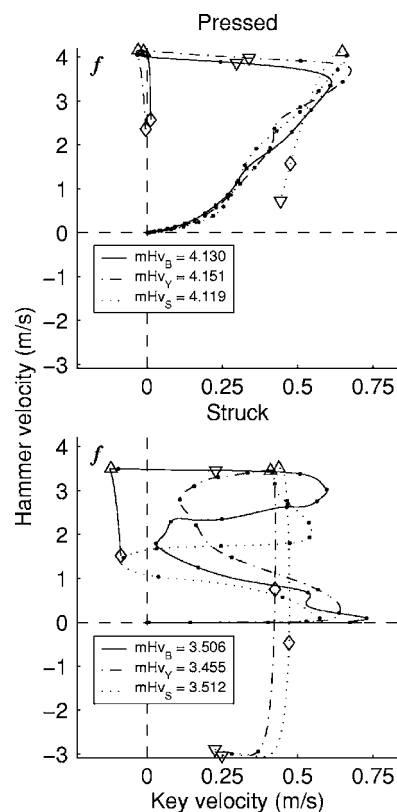 Pressed
f
4
3
2
1
0
−1
−2
−3
mHv_B = 4.130
mHv_Y = 4.151
mHv_S = 4.119
0 0.25 0.5 0.75
Hammer velocity (m/s)
Struck
f
4
3
2
1
0
−1
−2
−3
mHv_B = 3.506
mHv_Y = 3.455
mHv_S = 3.512
0 0.25 0.5 0.75
Key velocity (m/s)